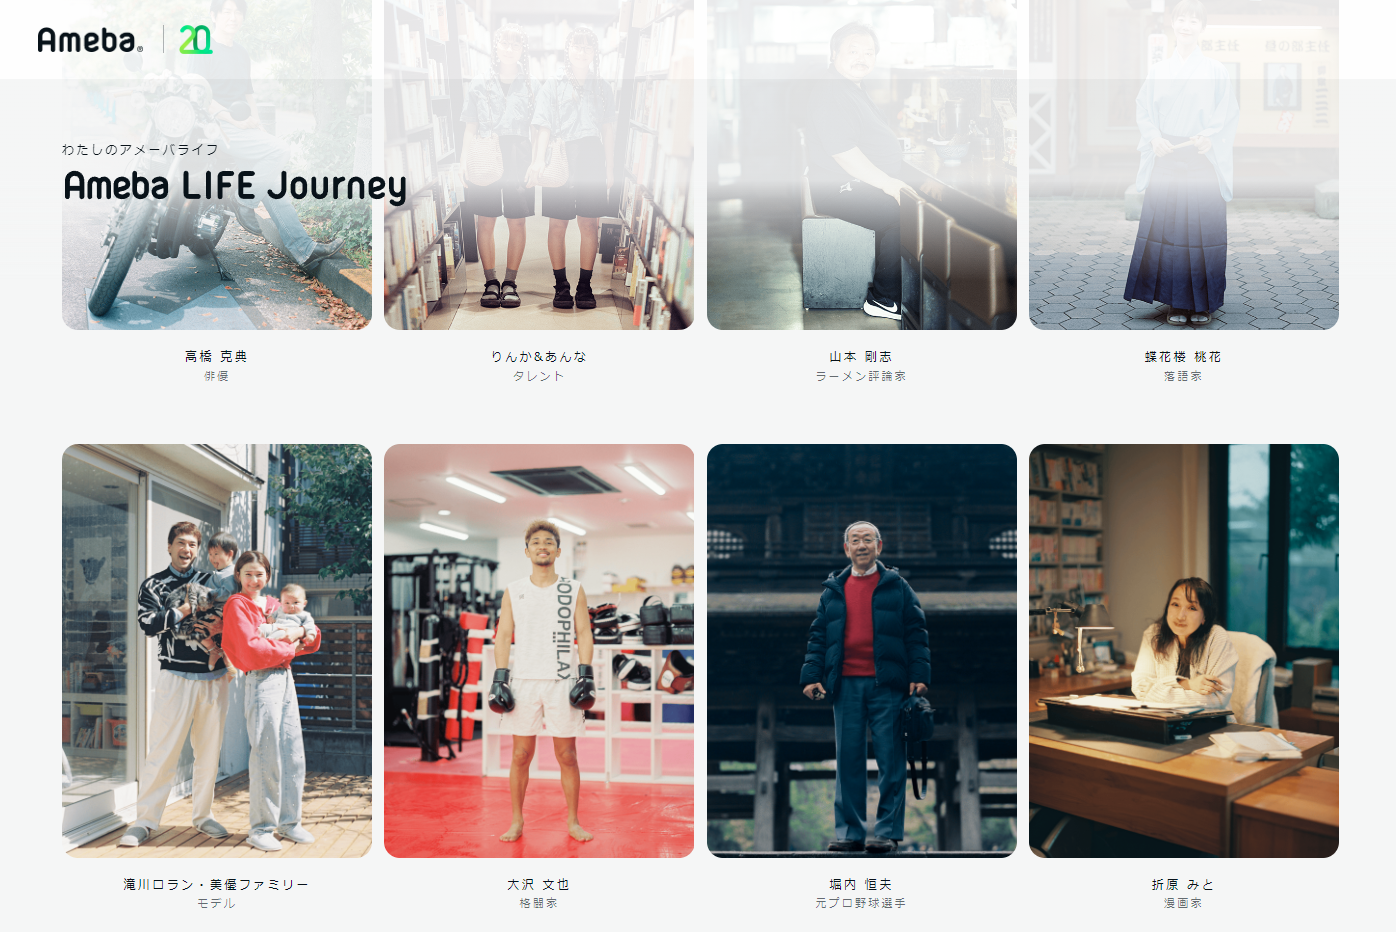 Ameba
20
わたしのアメーバライフ
Ameba LIFE Journey
高橋 克典
俳優
りんか&あんな
タレント
山本 剛志
ラーメン評論家
蝶花楼 桃花
落語家
滝川ロラン・美優ファミリー
モデル
大沢 文也
格闘家
堀内 恒夫
元プロ野球選手
折原 みと
漫画家